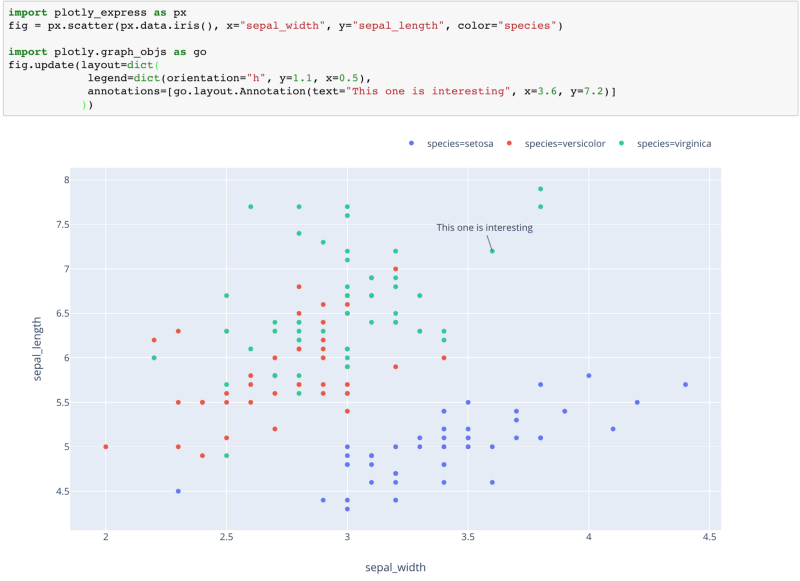 import plotly_express as px
fig = px.scatter(px.data.iris(), x="sepal_width", y="sepal_length", color="species")
import plotly.graph_objs as go
fig.update(layout=dict(
legend=dict(orientation="h", y=1.1, x=0.5),
annotations=[go.layout.Annotation(text="This one is interesting", x=3.6, y=7.2)]
))
species=setosa species=versicolor species=virginica
8
7.5
This one is interesting
7
6.5
sepal_length
6
5.5
5
4.5
2 2.5 3 3.5 4 4.5
sepal_width